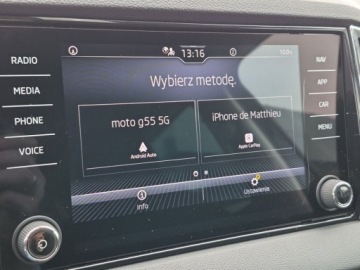 RADIO
MEDIA
PHONE
VOICE
13:16
Wybierz metodę.
moto g55 5G
Android Auto
iPhone de Matthieu
Apple CarPlay
Info
Ustawienia
NAV
APP
CAR
MENU